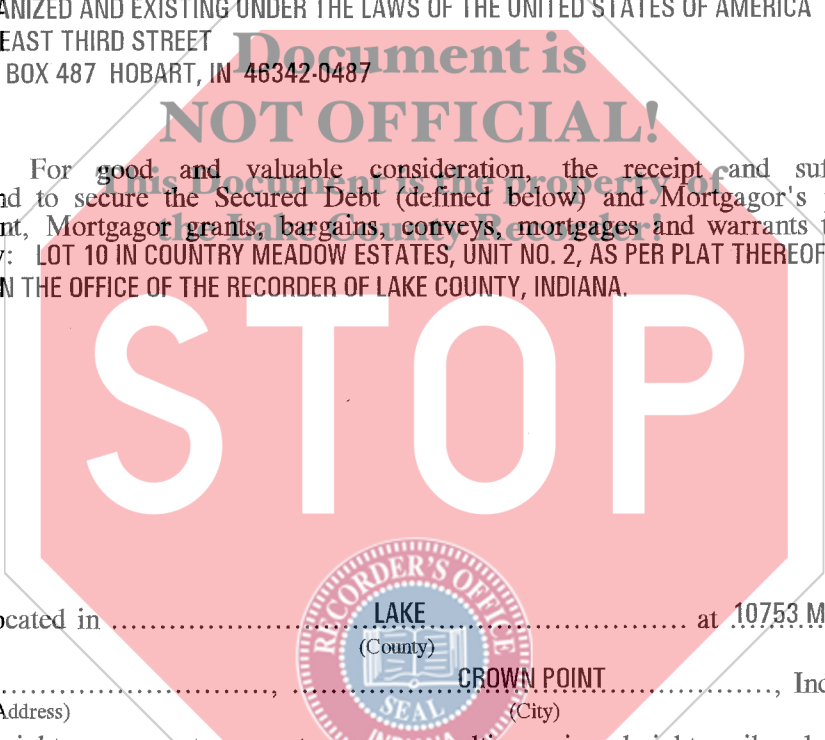 ANIZED AND EXISTING UNDER THE LAWS OF THE UNITED STATES OF AMERICA
EAST THIRD STREET
BOX 487 HOBART, IN 46342-0487
Document is
NOT OFFICIAL!
This Document is the property of
the Lake County Recorder!
For good and valuable consideration, the receipt and suf
nd to secure the Secured Debt (defined below) and Mortgagor's
nt, Mortgagor grants, bargains, conveys, mortgages and warrants
y: LOT 10 IN COUNTRY MEADOW ESTATES, UNIT NO. 2, AS PER PLAT THEREOF
N THE OFFICE OF THE RECORDER OF LAKE COUNTY, INDIANA.
STOP
RECORDER'S OFFICE
SEAL
INDIANA
ocated in ........ LAKE ........ at 10753 M
(County)
........, ........ CROWN POINT ........, Ind
Address) (City)